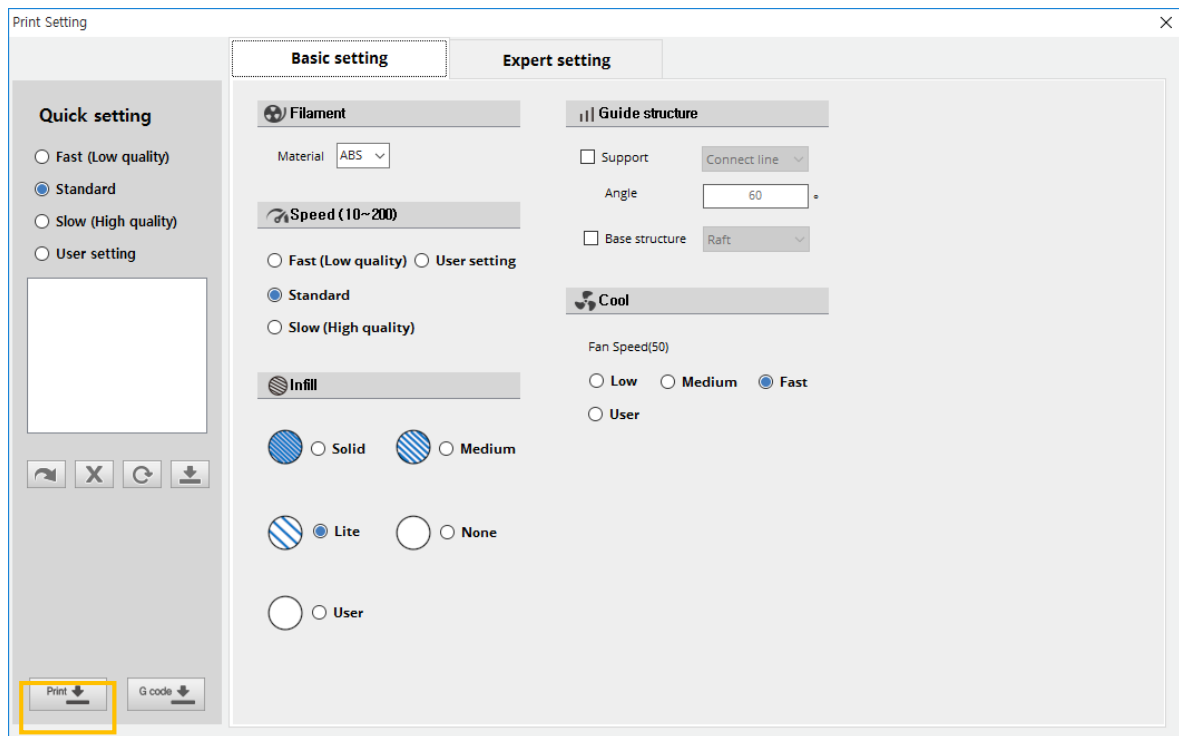 Print Setting
Basic setting
Expert setting
Quick setting
Fast (Low quality)
Standard
Slow (High quality)
User setting
Print
G code
Filament
Material ABS
Speed (10~200)
Fast (Low quality) User setting
Standard
Slow (High quality)
Infill
Solid Medium
Lite None
User
Guide structure
Support Connect line
Angle 60 °
Base structure Raft
Cool
Fan Speed(50)
Low Medium Fast
User